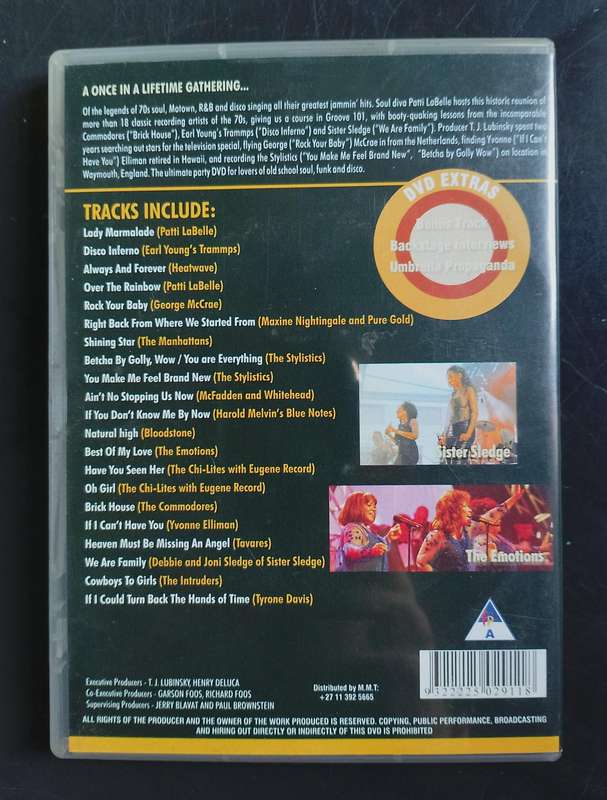 A ONCE IN A LIFETIME GATHERING...
Of the legends of 70s soul, Motown, R&B and disco singing all their greatest jammin' hits. Soul diva Patti LaBelle hosts this historic reunion of
more than 18 classic recording artists of the 70s, giving us a course in Groove 101, with booty-quaking lessons from the incomparable
Commodores ("Brick House"), Earl Young's Trammps ("Disco Inferno") and Sister Sledge ("We Are Family"). Producer T. J. Lubinsky spent two
years searching out stars for the television special, flying George ("Rock Your Baby") McCrae in from the Netherlands, finding Yvonne ("If I Can't
Have You") Elliman retired in Hawaii, and recording the Stylistics ("You Make Me Feel Brand New", "Betcha by Golly Wow") on location in
Waymouth, England. The ultimate party DVD for lovers of old school soul, funk and disco.
DVD EXTRAS
Bonus Track
Backstage Interviews
Umbrella Propaganda
TRACKS INCLUDE:
Lady Marmalade (Patti LaBelle)
Disco Inferno (Earl Young's Trammps)
Always And Forever (Heatwave)
Over The Rainbow (Patti LaBelle)
Rock Your Baby (George McCrae)
Right Back From Where We Started From (Maxine Nightingale and Pure Gold)
Shining Star (The Manhattans)
Betcha By Golly, Wow / You are Everything (The Stylistics)
You Make Me Feel Brand New (The Stylistics)
Ain't No Stopping Us Now (McFadden and Whitehead)
If You Don't Know Me By Now (Harold Melvin's Blue Notes)
Natural high (Bloodstone)
Best Of My Love (The Emotions)
Have You Seen Her (The Chi-Lites with Eugene Record)
Oh Girl (The Chi-Lites with Eugene Record)
Brick House (The Commodores)
If I Can't Have You (Yvonne Elliman)
Heaven Must Be Missing An Angel (Tavares)
We Are Family (Debbie and Joni Sledge of Sister Sledge)
Cowboys To Girls (The Intruders)
If I Could Turn Back The Hands of Time (Tyrone Davis)
Sister Sledge
The Emotions
A
Executive Producers - T. J. LUBINSKY, HENRY DELUCA
Co-Executive Producers - GARSON FOOS, RICHARD FOOS
Supervising Producers - JERRY BLAVAT AND PAUL BROWNSTEIN
Distributed by M.M.T:
+27 11 392 5665
9 322225 029118
ALL RIGHTS OF THE PRODUCER AND THE OWNER OF THE WORK PRODUCED IS RESERVED. COPYING, PUBLIC PERFORMANCE, BROADCASTING
AND HIRING OUT DIRECTLY OR INDIRECTLY OF THIS DVD IS PROHIBITED